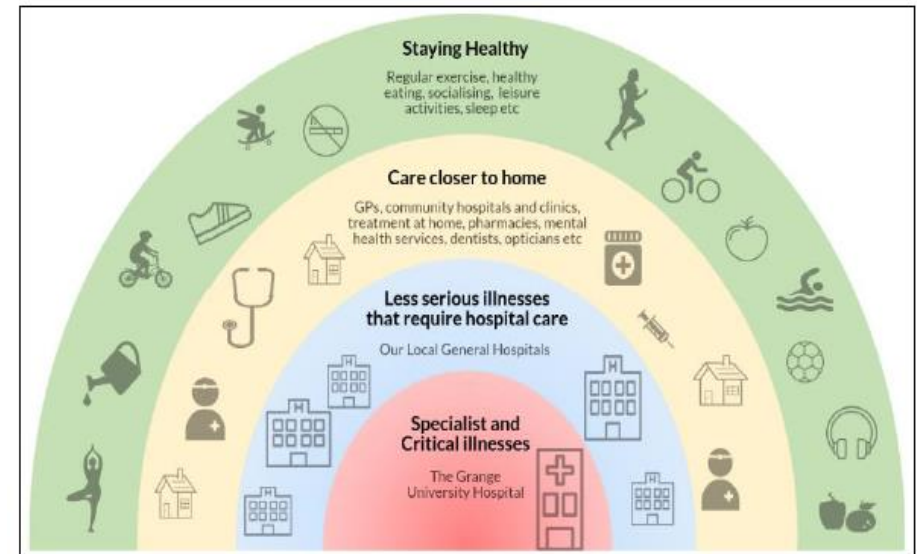 Staying Healthy
Regular exercise, healthy
eating, socialising, leisure
activities, sleep etc
Care closer to home
GPs, community hospitals and clinics,
treatment at home, pharmacies, mental
health services, dentists, opticians etc
Less serious illnesses
that require hospital care
Our Local General Hospitals
Specialist and
Critical illnesses
The Grange
University Hospital
H
H
H
H
H